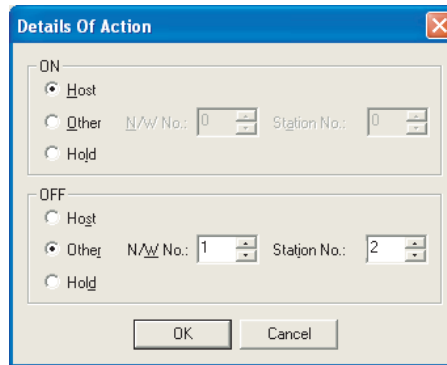 Details Of Action
ON
Host
Other N/W No.: 0 Station No.: 0
Hold
OFF
Host
Other N/W No.: 1 Station No.: 2
Hold
OK Cancel